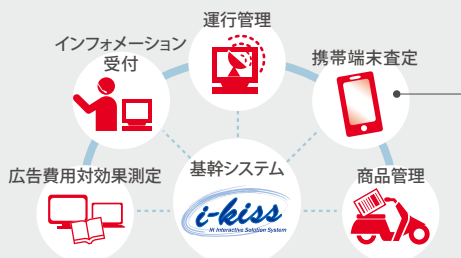 運行管理
インフォメーション
受付
携帯端末査定
広告費用対効果測定
基幹システム
i-kiss
IK Interactive Solution System
商品管理